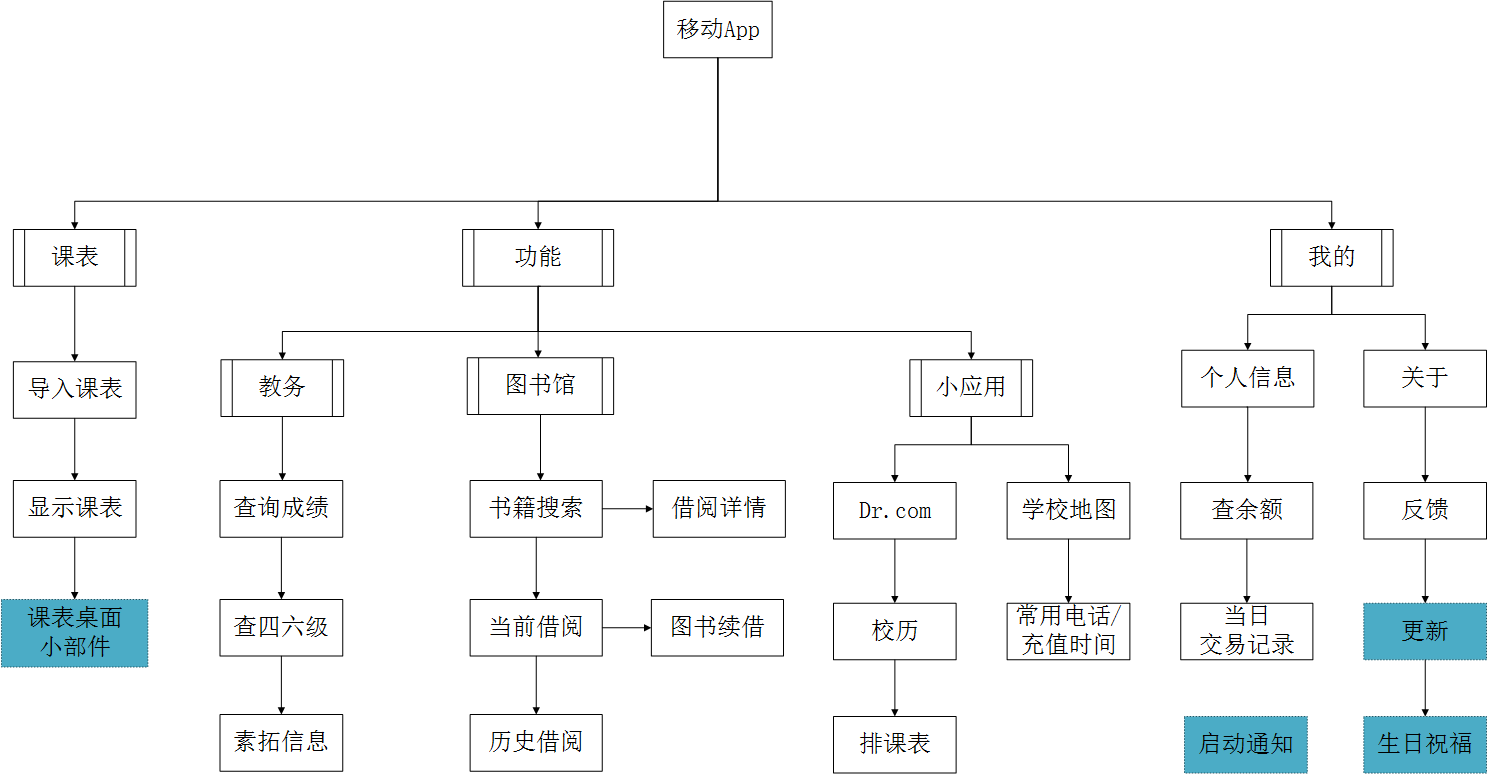 移动App
课表
功能
我的
教务
图书馆
小应用
个人信息
关于
导入课表
显示课表
查询成绩
书籍搜索
借阅详情
Dr.com
学校地图
查余额
反馈
课表桌面
小部件
查四六级
当前借阅
图书续借
校历
常用电话/
充值时间
当日
交易记录
更新
素拓信息
历史借阅
排课表
启动通知
生日祝福